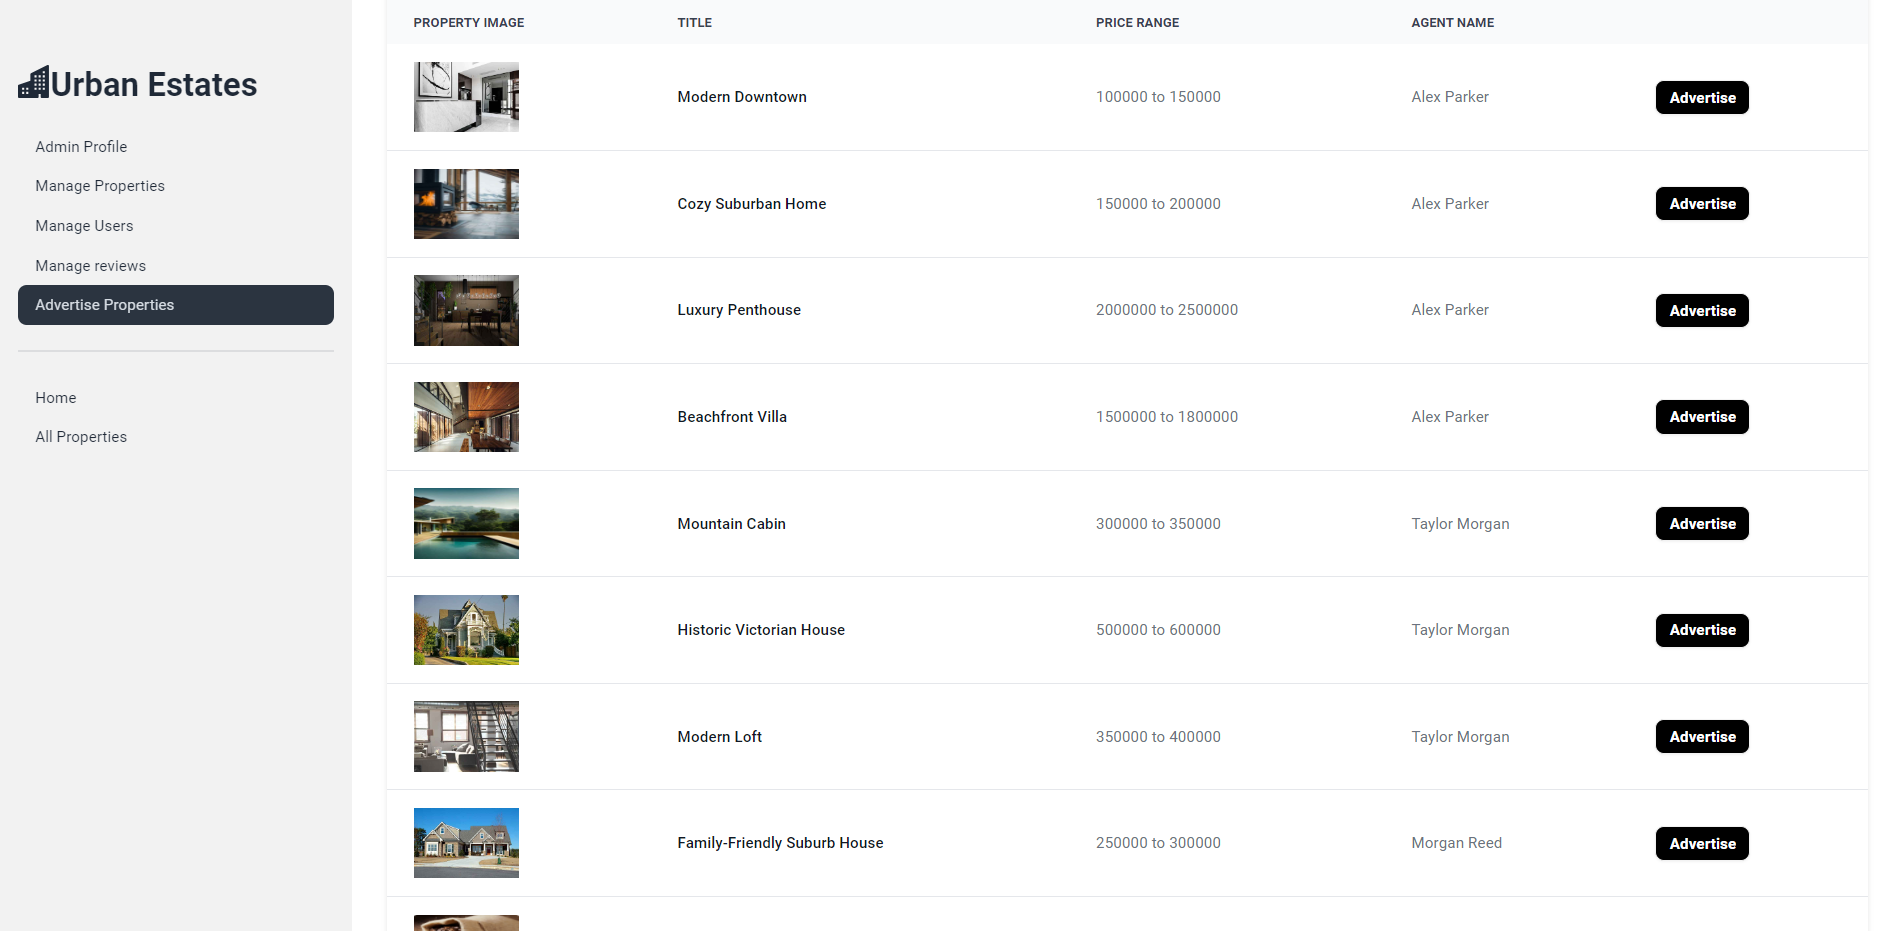 Urban Estates
Admin Profile
Manage Properties
Manage Users
Manage reviews
Advertise Properties
Home
All Properties
PROPERTY IMAGE TITLE PRICE RANGE AGENT NAME
Modern Downtown 100000 to 150000 Alex Parker Advertise
Cozy Suburban Home 150000 to 200000 Alex Parker Advertise
Luxury Penthouse 2000000 to 2500000 Alex Parker Advertise
Beachfront Villa 1500000 to 1800000 Alex Parker Advertise
Mountain Cabin 300000 to 350000 Taylor Morgan Advertise
Historic Victorian House 500000 to 600000 Taylor Morgan Advertise
Modern Loft 350000 to 400000 Taylor Morgan Advertise
Family-Friendly Suburb House 250000 to 300000 Morgan Reed Advertise